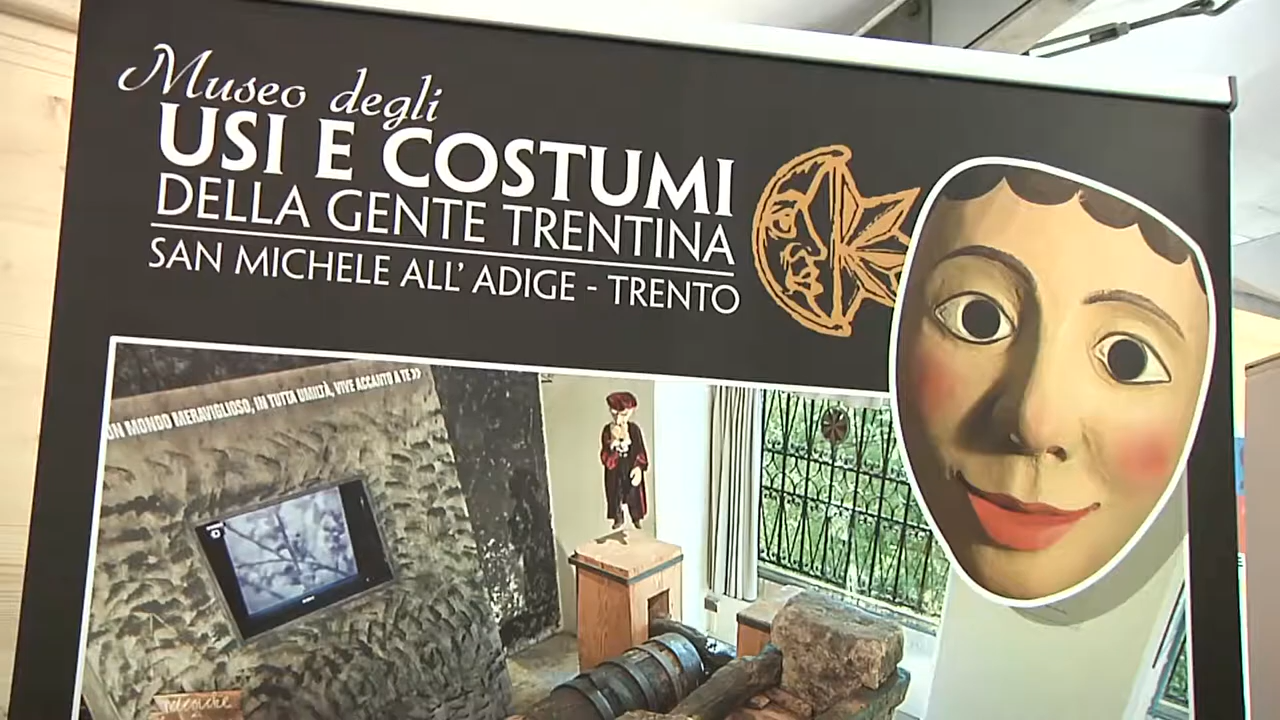 Museo degli
USI E COSTUMI
DELLA GENTE TRENTINA
SAN MICHELE ALL' ADIGE - TRENTO
UN MONDO MERAVIGLIOSO, IN TUTTA UMILTÀ, VIVE ACCANTO A TE »